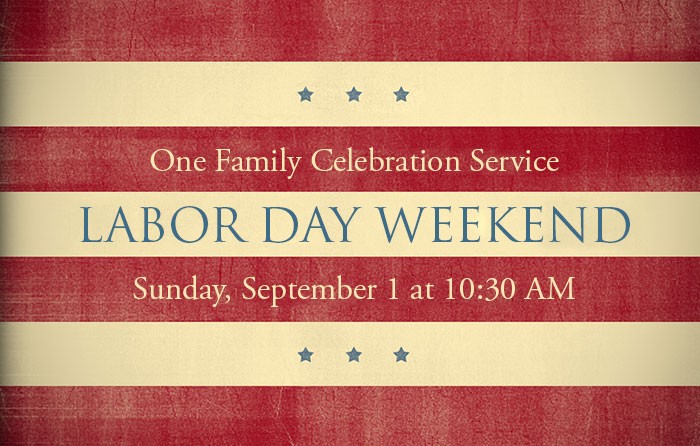 One Family Celebration Service
LABOR DAY WEEKEND
Sunday, September 1 at 10:30 AM